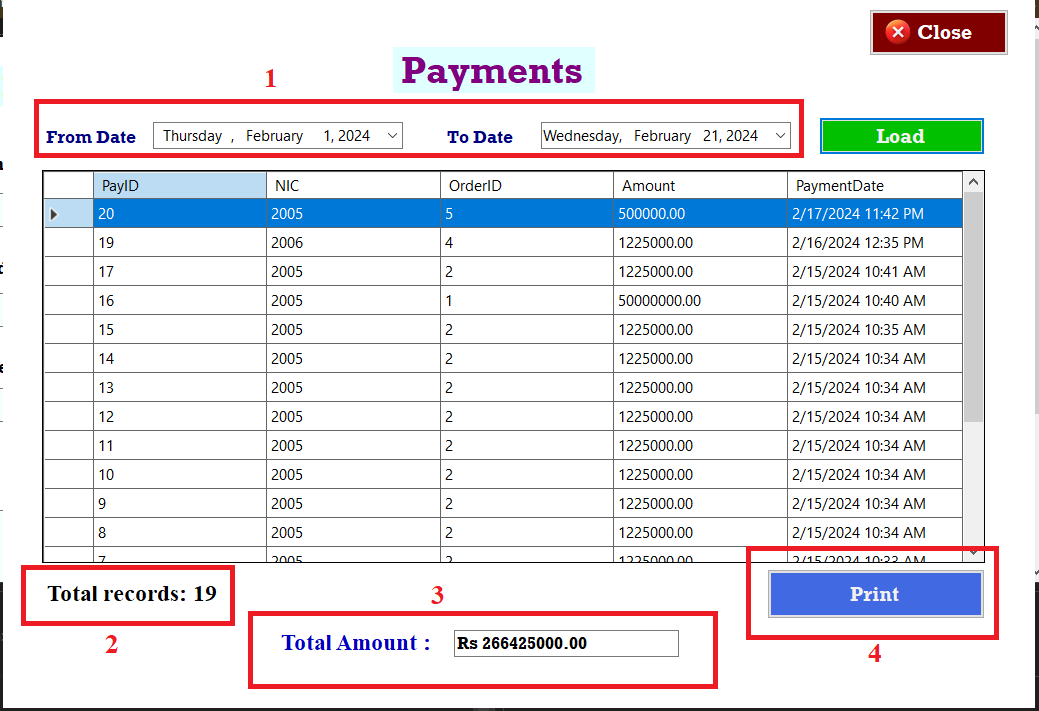 Close
Payments
1
From Date Thursday , February 1, 2024 To Date Wednesday, February 21, 2024 Load
PayID NIC OrderID Amount PaymentDate
20 2005 5 500000.00 2/17/2024 11:42 PM
19 2006 4 1225000.00 2/16/2024 12:35 PM
17 2005 2 1225000.00 2/15/2024 10:41 AM
16 2005 1 50000000.00 2/15/2024 10:40 AM
15 2005 2 1225000.00 2/15/2024 10:35 AM
14 2005 2 1225000.00 2/15/2024 10:34 AM
13 2005 2 1225000.00 2/15/2024 10:34 AM
12 2005 2 1225000.00 2/15/2024 10:34 AM
11 2005 2 1225000.00 2/15/2024 10:34 AM
10 2005 2 1225000.00 2/15/2024 10:34 AM
9 2005 2 1225000.00 2/15/2024 10:34 AM
8 2005 2 1225000.00 2/15/2024 10:34 AM
7 2005 2 1225000.00 2/15/2024 10:33 AM
Total records: 19
2
3
Total Amount : Rs 266425000.00
Print
4